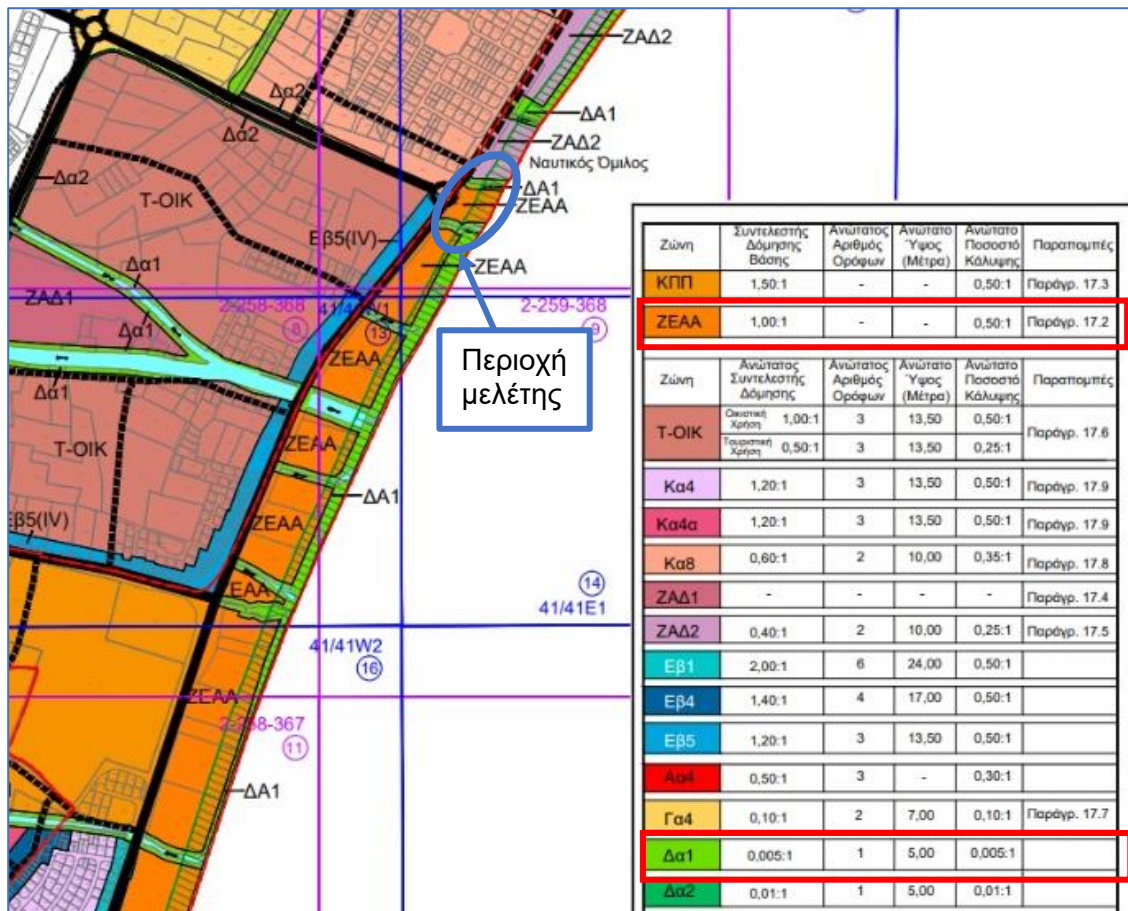 ΖΑΔ2
Δα2
ΔΑ1
Δα2
ΖΑΔ2
Ναυτικός Όμιλος
Δα2
ΔΑ1
Τ-ΟΙΚ
ΖΕΑΑ
Εβ5(IV)
ΖΕΑΑ
Δα1
ΖΑΔ1
2-258-368
41/41W1
2-259-368
8
13
9
Δα1
ΖΕΑΑ
Περιοχή
μελέτης
Δα1
Τ-ΟΙΚ
ΖΕΑΑ
ΔΑ1
Εβ5(IV)
ΖΕΑΑ
14
41/41E1
ΖΕΑΑ
41/41W2
16
ΖΕΑΑ
2-258-367
11
ΔΑ1
Ζώνη Συντελεστής Δόμησης Βάσης Ανώτατος Αριθμός Ορόφων Ανώτατο Ύψος (Μέτρα) Ανώτατο Ποσοστό Κάλυψης Παραπομπές
ΚΠΠ 1,50:1 - - 0,50:1 Παράγρ. 17.3
ΖΕΑΑ 1,00:1 - - 0,50:1 Παράγρ. 17.2
Ζώνη Ανώτατος Συντελεστής Δόμησης Ανώτατος Αριθμός Ορόφων Ανώτατο Ύψος (Μέτρα) Ανώτατο Ποσοστό Κάλυψης Παραπομπές
Τ-ΟΙΚ Οικιστική Χρήση 1,00:1 3 13,50 0,50:1 Παράγρ. 17.6
Τουριστική Χρήση 0,50:1 3 13,50 0,25:1
Κα4 1,20:1 3 13,50 0,50:1 Παράγρ. 17.9
Κα4α 1,20:1 3 13,50 0,50:1 Παράγρ. 17.9
Κα8 0,60:1 2 10,00 0,35:1 Παράγρ. 17.8
ΖΑΔ1 - - - - Παράγρ. 17.4
ΖΑΔ2 0,40:1 2 10,00 0,25:1 Παράγρ. 17.5
Εβ1 2,00:1 6 24,00 0,50:1
Εβ4 1,40:1 4 17,00 0,50:1
Εβ5 1,20:1 3 13,50 0,50:1
Αα4 0,50:1 3 - 0,30:1
Γα4 0,10:1 2 7,00 0,10:1 Παράγρ. 17.7
Δα1 0,005:1 1 5,00 0,005:1
Δα2 0,01:1 1 5,00 0,01:1